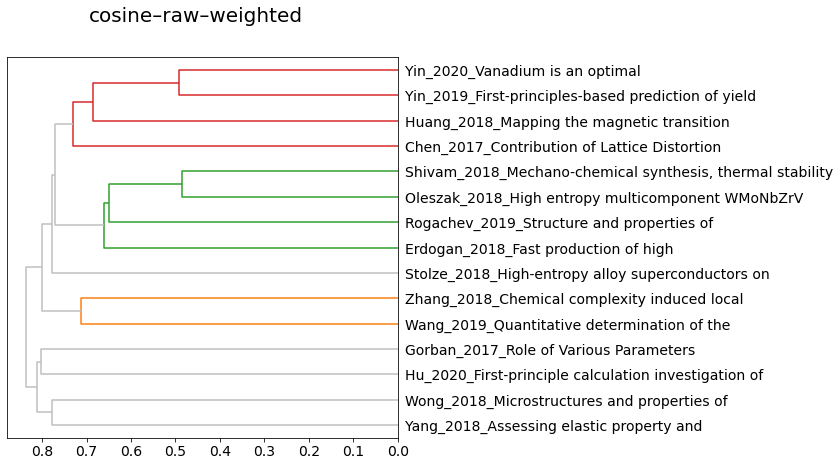 cosine–raw–weighted
Yin_2020_Vanadium is an optimal
Yin_2019_First-principles-based prediction of yield
Huang_2018_Mapping the magnetic transition
Chen_2017_Contribution of Lattice Distortion
Shivam_2018_Mechano-chemical synthesis, thermal stability
Oleszak_2018_High entropy multicomponent WMoNbZrV
Rogachev_2019_Structure and properties of
Erdogan_2018_Fast production of high
Stolze_2018_High-entropy alloy superconductors on
Zhang_2018_Chemical complexity induced local
Wang_2019_Quantitative determination of the
Gorban_2017_Role of Various Parameters
Hu_2020_First-principle calculation investigation of
Wong_2018_Microstructures and properties of
Yang_2018_Assessing elastic property and
0.8 0.7 0.6 0.5 0.4 0.3 0.2 0.1 0.0